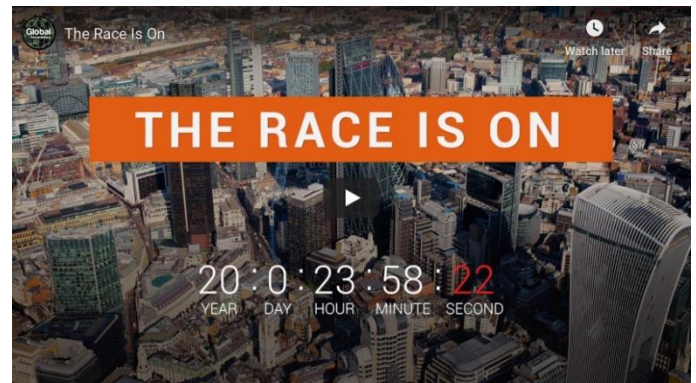 Global
The Race Is On
Watch later
Share
THE RACE IS ON
20 : 0 : 23 : 58 : 22
YEAR DAY HOUR MINUTE SECOND